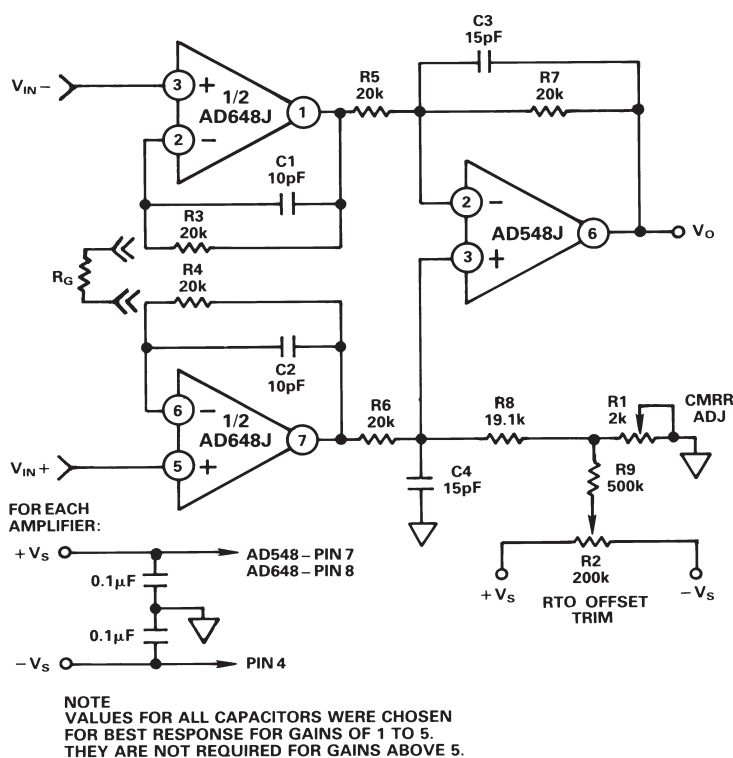 C3
15pF
V_IN –
3
+
1/2
AD648J
1
2
–
R5
20k
R7
20k
C1
10pF
R3
20k
2
–
AD548J
6
V_O
3
+
R_G
R4
20k
C2
10pF
6
–
1/2
AD648J
7
V_IN +
5
+
R6
20k
R8
19.1k
R1
2k
CMRR
ADJ
C4
15pF
R9
500k
FOR EACH
AMPLIFIER:
+ V_S
AD548 – PIN 7
AD648 – PIN 8
0.1µF
0.1µF
– V_S
PIN 4
R2
200k
+ V_S
– V_S
RTO OFFSET
TRIM
NOTE
VALUES FOR ALL CAPACITORS WERE CHOSEN
FOR BEST RESPONSE FOR GAINS OF 1 TO 5.
THEY ARE NOT REQUIRED FOR GAINS ABOVE 5.